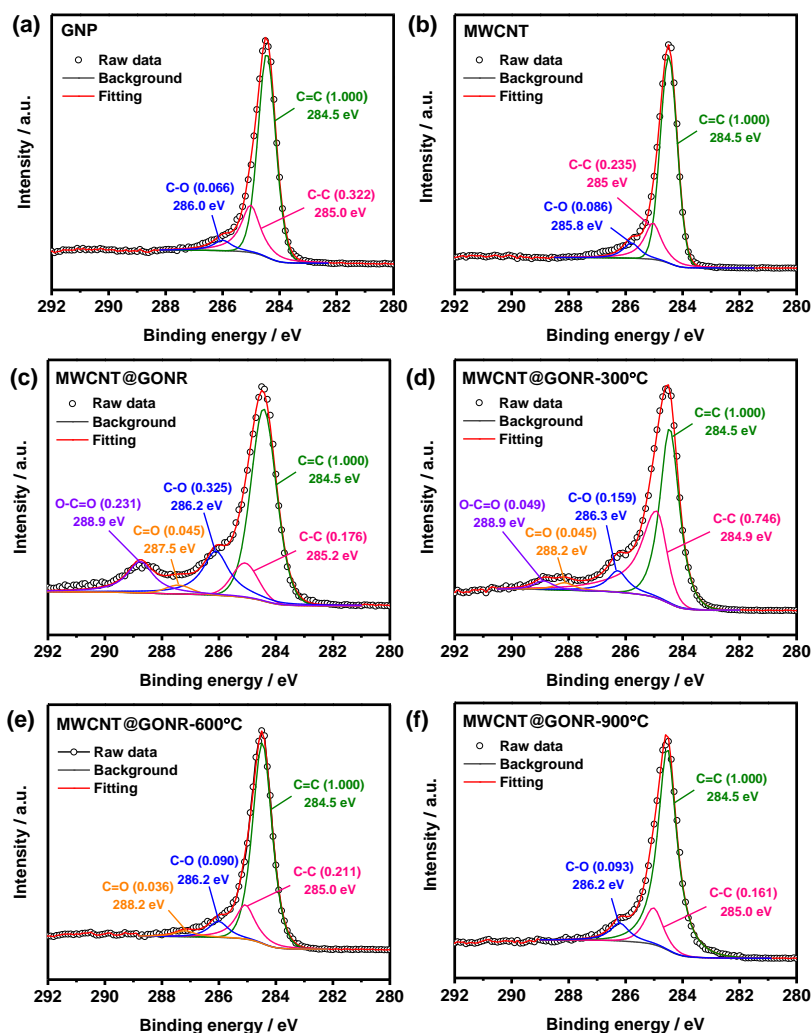 (a)
GNP
Raw data
Background
Fitting
C=C (1.000)
284.5 eV
C-O (0.066)
286.0 eV
C-C (0.322)
285.0 eV
Intensity / a.u.
292 290 288 286 284 282 280
Binding energy / eV
(b)
MWCNT
Raw data
Background
Fitting
C=C (1.000)
284.5 eV
C-C (0.235)
285 eV
C-O (0.086)
285.8 eV
Intensity / a.u.
292 290 288 286 284 282 280
Binding energy / eV
(c)
MWCNT@GONR
Raw data
Background
Fitting
C=C (1.000)
284.5 eV
O-C=O (0.231)
288.9 eV
C-O (0.325)
286.2 eV
C=O (0.045)
287.5 eV
C-C (0.176)
285.2 eV
Intensity / a.u.
292 290 288 286 284 282 280
Binding energy / eV
(d)
MWCNT@GONR-300°C
Raw data
Background
Fitting
C=C (1.000)
284.5 eV
O-C=O (0.049)
288.9 eV
C-O (0.159)
286.3 eV
C=O (0.045)
288.2 eV
C-C (0.746)
284.9 eV
Intensity / a.u.
292 290 288 286 284 282 280
Binding energy / eV
(e)
MWCNT@GONR-600°C
Raw data
Background
Fitting
C=C (1.000)
284.5 eV
C-O (0.090)
286.2 eV
C=O (0.036)
288.2 eV
C-C (0.211)
285.0 eV
Intensity / a.u.
292 290 288 286 284 282 280
Binding energy / eV
(f)
MWCNT@GONR-900°C
Raw data
Background
Fitting
C=C (1.000)
284.5 eV
C-O (0.093)
286.2 eV
C-C (0.161)
285.0 eV
Intensity / a.u.
292 290 288 286 284 282 280
Binding energy / eV